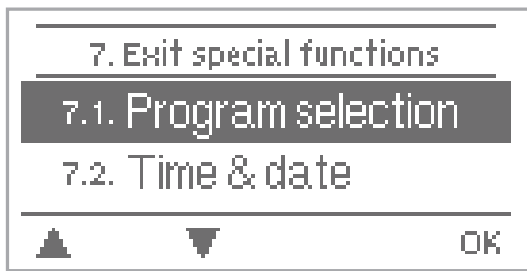 7. Exit special functions
7.1. Program selection
7.2. Time & date
OK